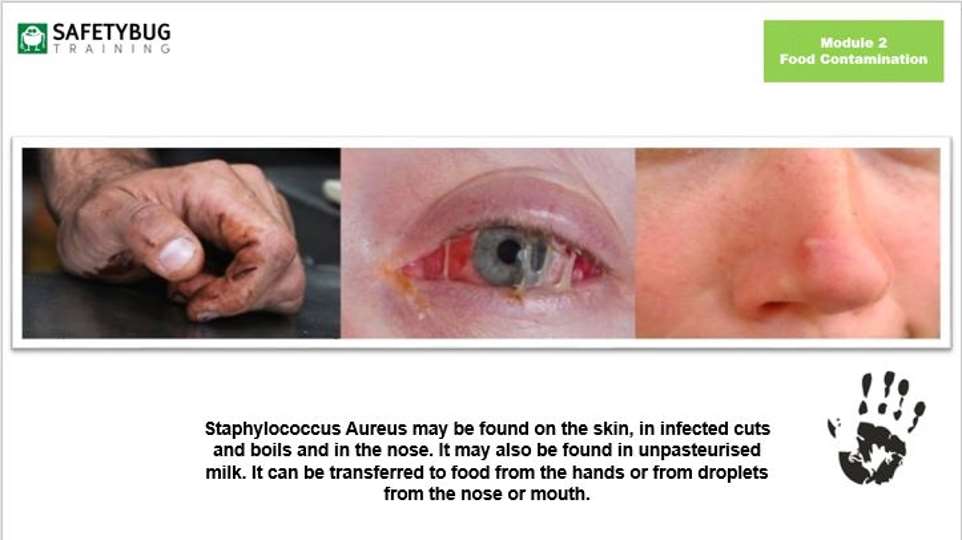 SAFETYBUG
TRAINING
Module 2
Food Contamination
Staphylococcus Aureus may be found on the skin, in infected cuts
and boils and in the nose. It may also be found in unpasteurised
milk. It can be transferred to food from the hands or from droplets
from the nose or mouth.